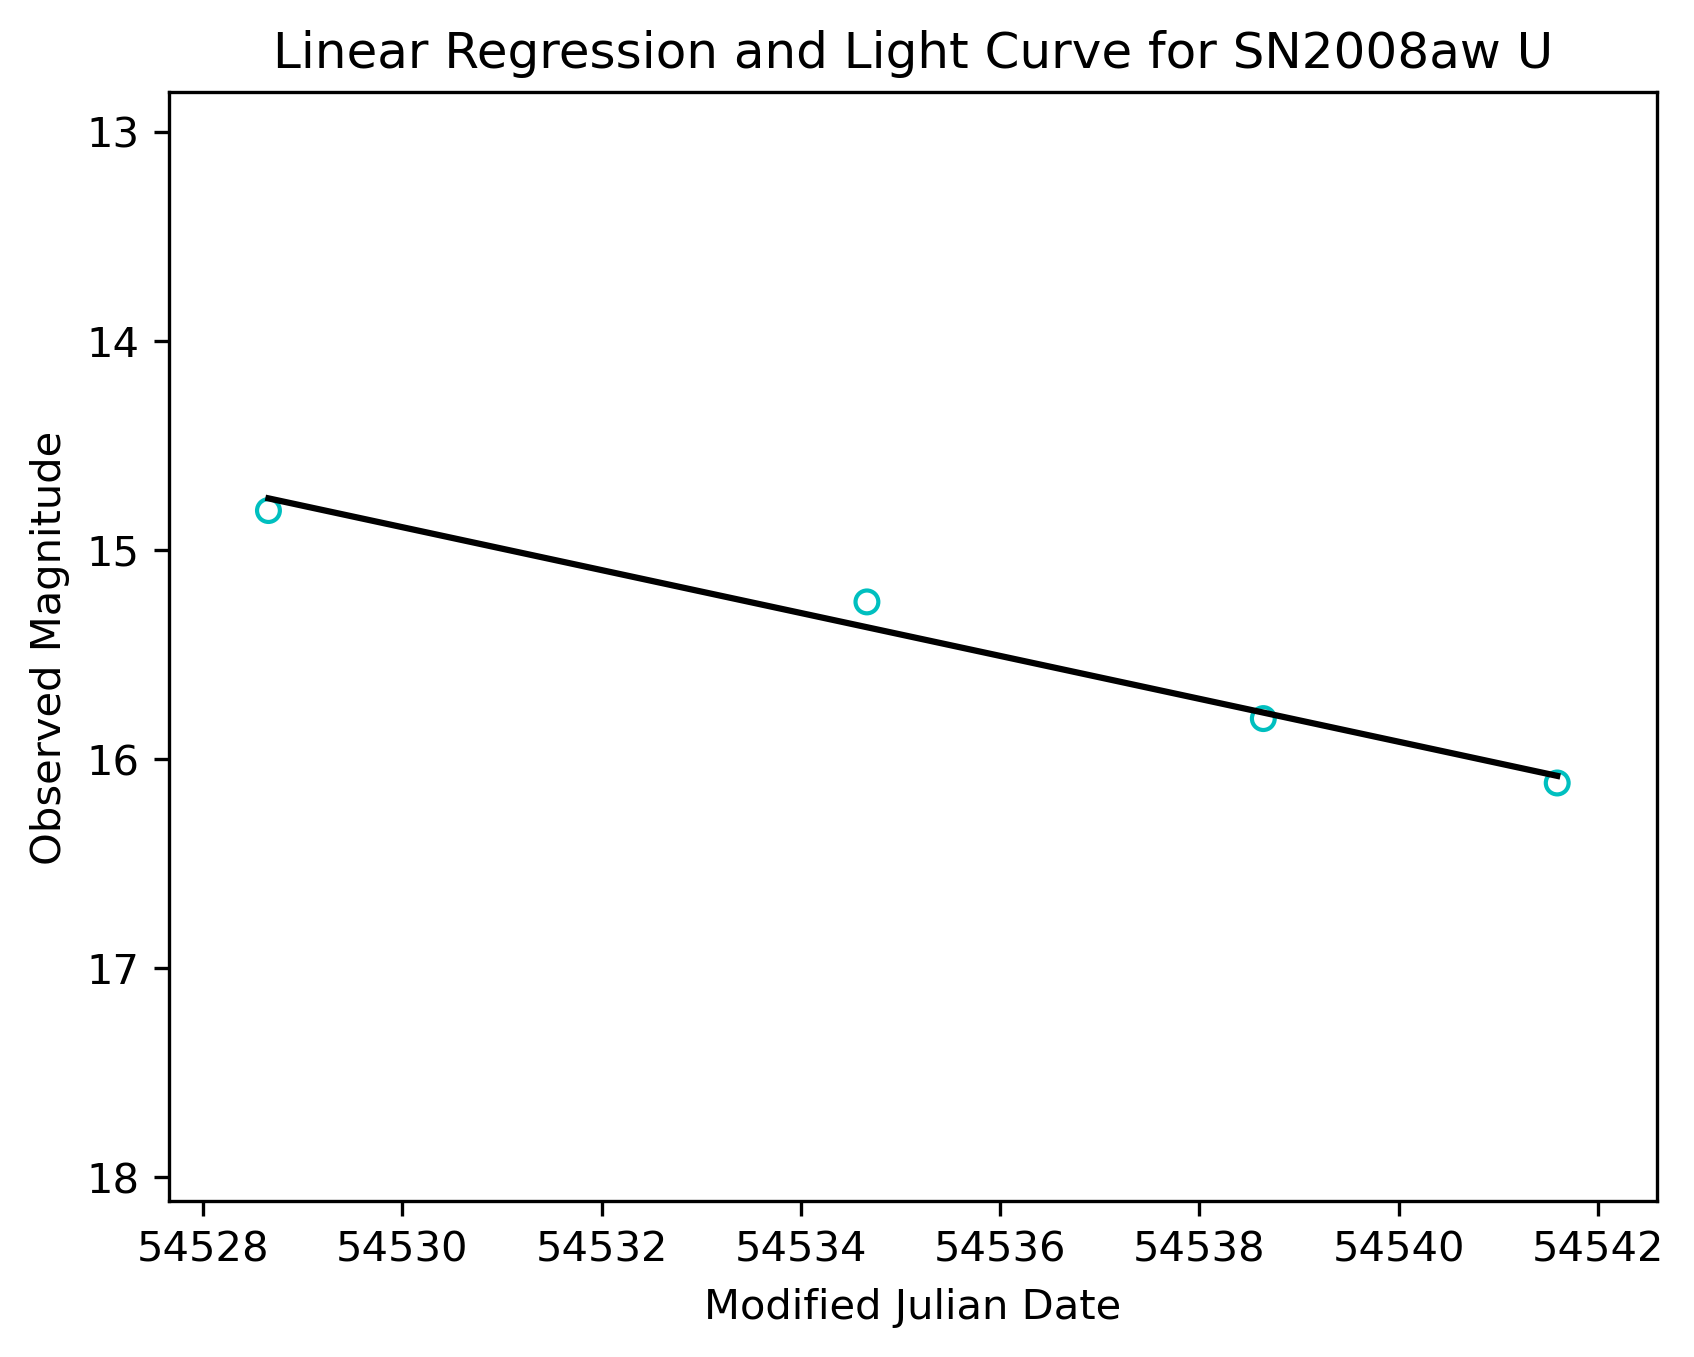 Linear Regression and Light Curve for SN2008aw U
13
14
15
16
17
18
Observed Magnitude
54528 54530 54532 54534 54536 54538 54540 54542
Modified Julian Date